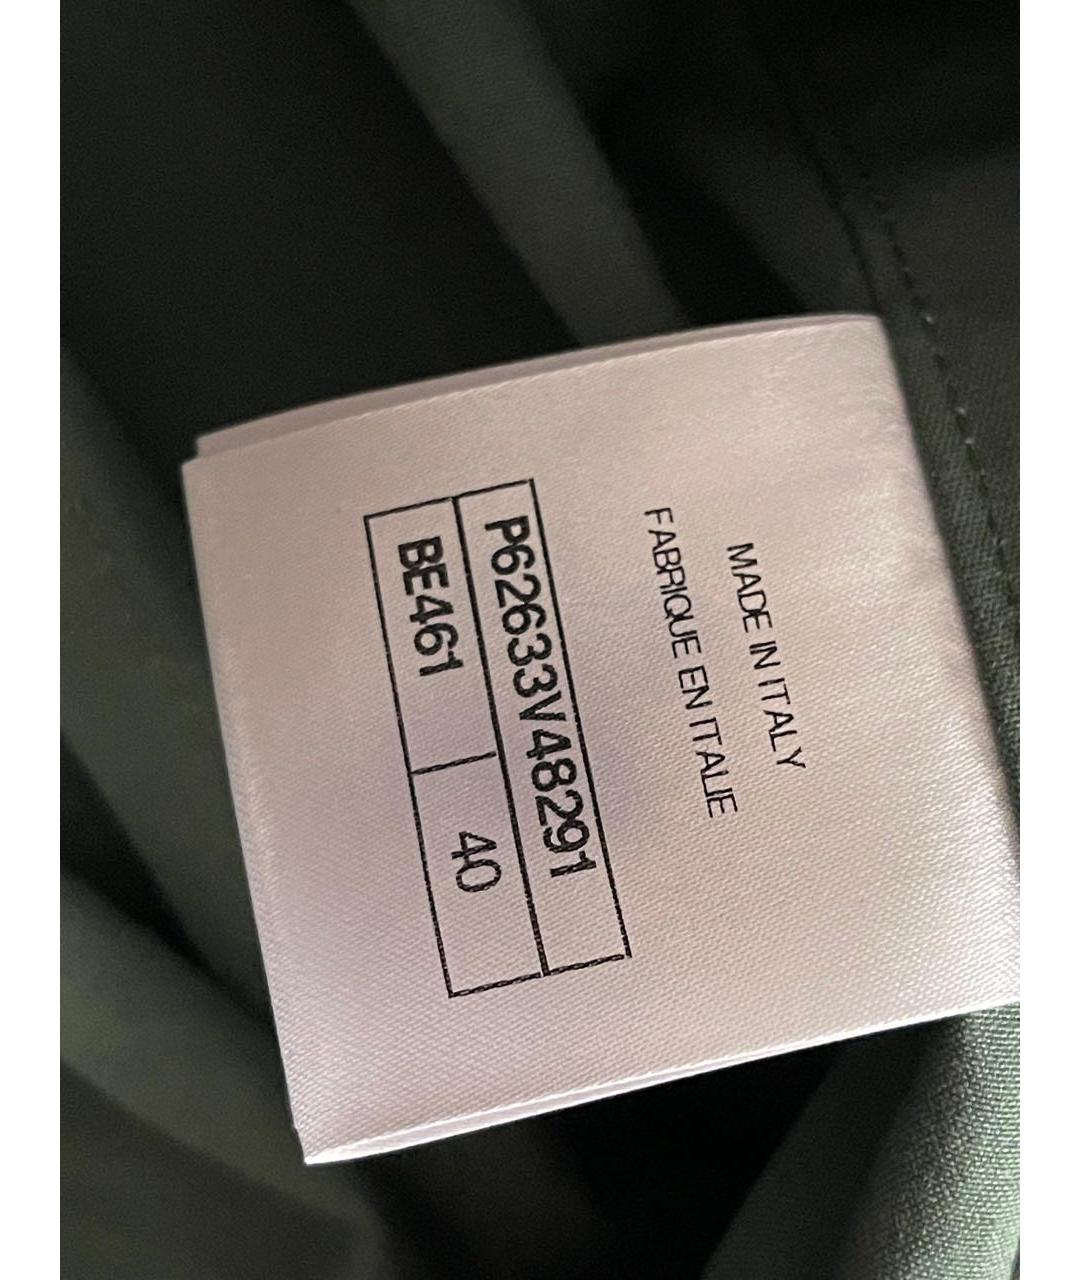 MADE IN ITALY
FABRIQUE EN ITALIE
P62633V48291
BE461 40